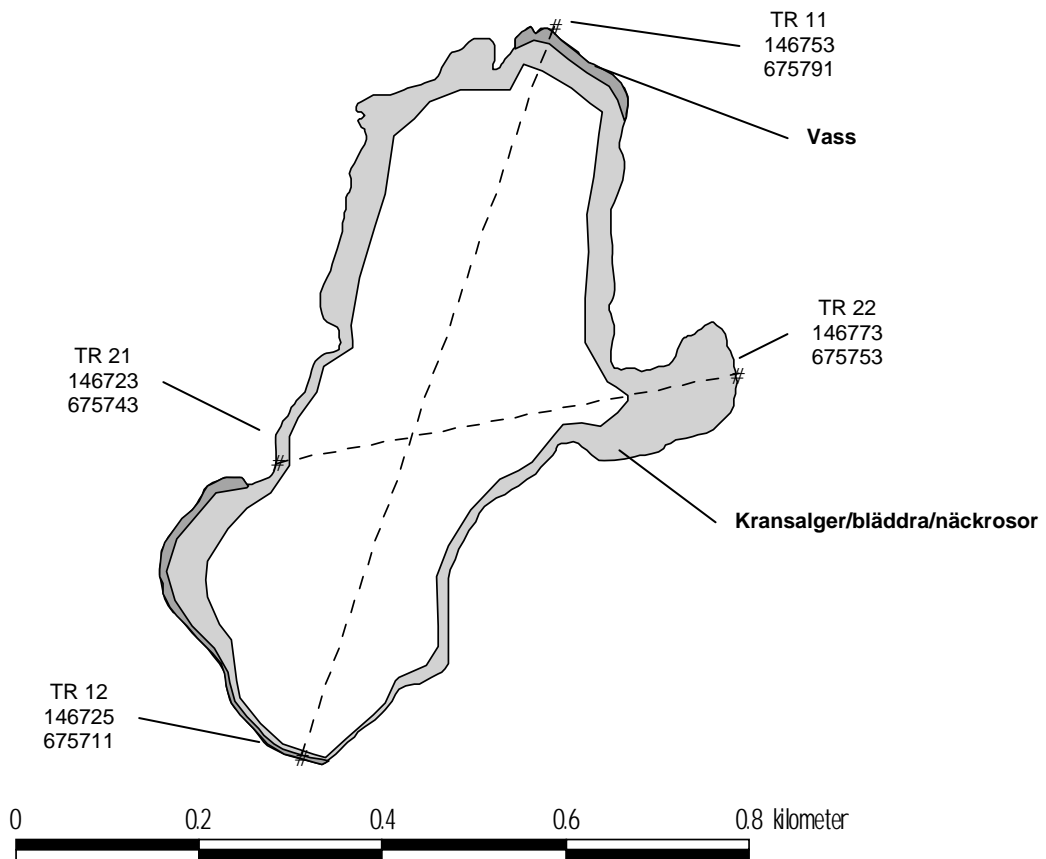 TR 11
146753
675791
Vass
TR 22
146773
675753
TR 21
146723
675743
Kransalger/bläddra/näckrosor
TR 12
146725
675711
0 0.2 0.4 0.6 0.8 kilometer